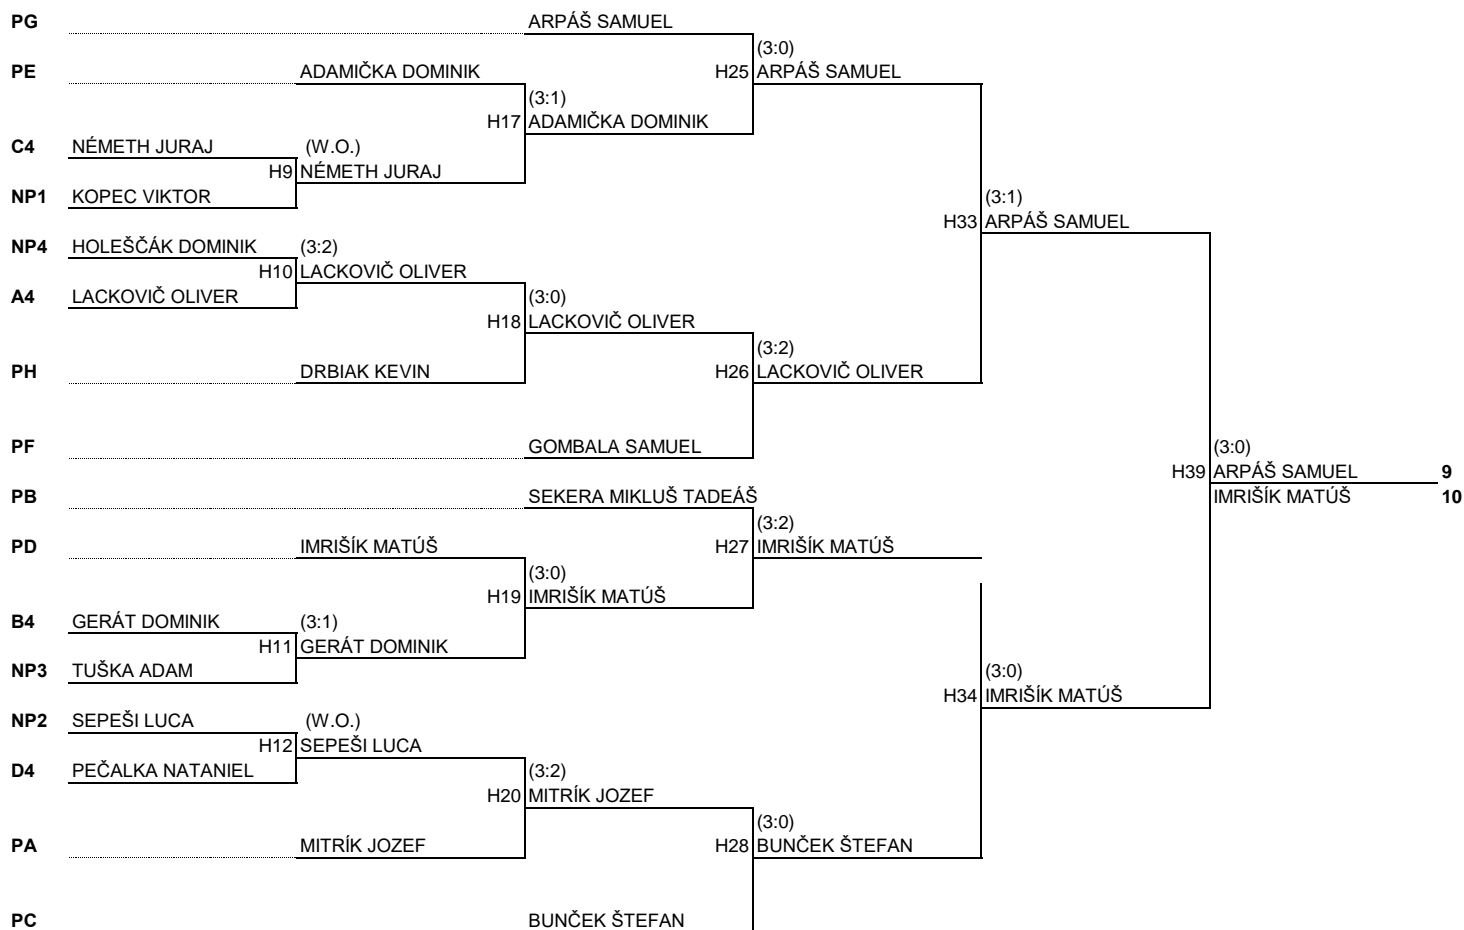 PG ARPÁŠ SAMUEL
(3:0)
PE ADAMIČKA DOMINIK H25 ARPÁŠ SAMUEL
(3:1)
H17 ADAMIČKA DOMINIK
C4 NÉMETH JURAJ (W.O.)
H9 NÉMETH JURAJ
NP1 KOPEC VIKTOR (3:1)
H33 ARPÁŠ SAMUEL
NP4 HOLEŠČÁK DOMINIK (3:2)
H10 LACKOVIČ OLIVER
A4 LACKOVIČ OLIVER (3:0)
H18 LACKOVIČ OLIVER
(3:2)
PH DRBIAK KEVIN H26 LACKOVIČ OLIVER
PF GOMBALA SAMUEL (3:0)
H39 ARPÁŠ SAMUEL 9
PB SEKERA MIKLUŠ TADEÁŠ IMRIŠÍK MATÚŠ 10
(3:2)
PD IMRIŠÍK MATÚŠ H27 IMRIŠÍK MATÚŠ
(3:0)
H19 IMRIŠÍK MATÚŠ
B4 GERÁT DOMINIK (3:1)
H11 GERÁT DOMINIK
NP3 TUŠKA ADAM (3:0)
H34 IMRIŠÍK MATÚŠ
NP2 SEPEŠI LUCA (W.O.)
H12 SEPEŠI LUCA
D4 PEČALKA NATANIEL (3:2)
H20 MITRÍK JOZEF
(3:0)
PA MITRÍK JOZEF H28 BUNČEK ŠTEFAN
PC BUNČEK ŠTEFAN